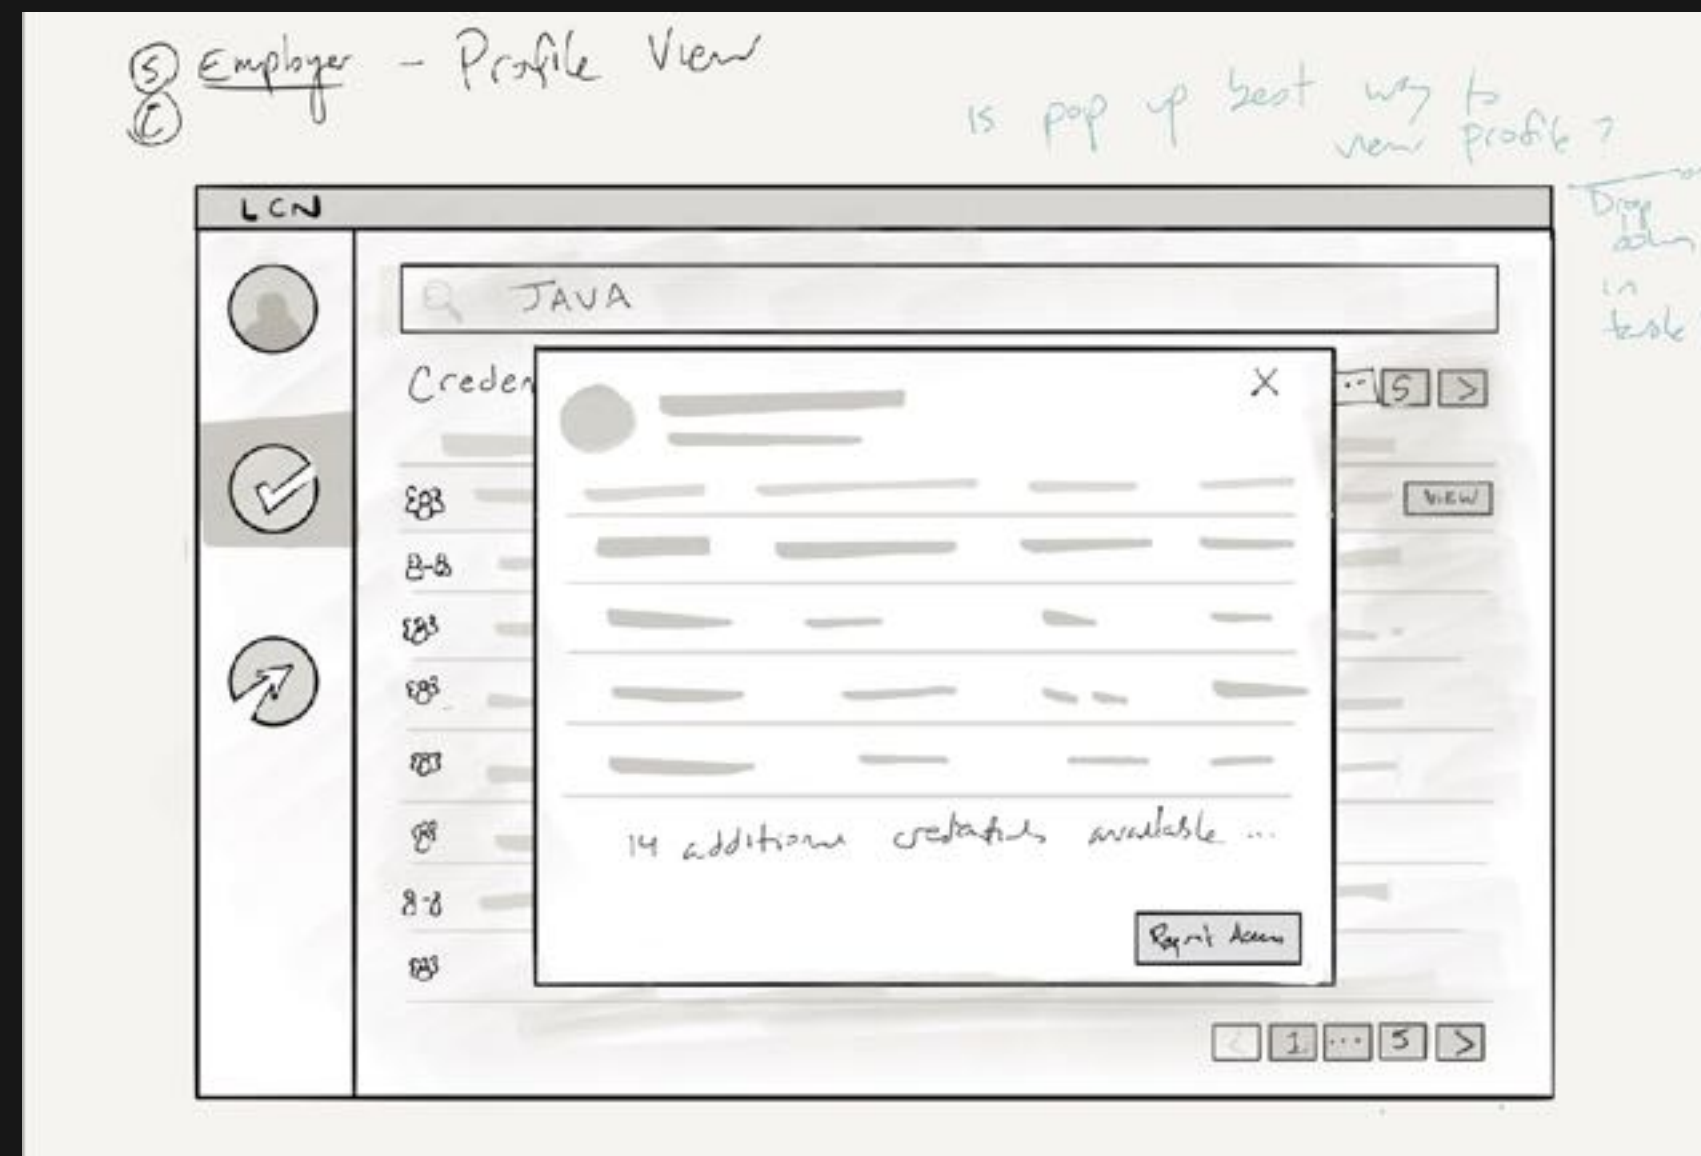 S Employer - Profile View
C
is pop up best way to
view profile?
or
Drop
down
in
table
LCN
JAVA
Creden
.. 5 >
VIEW
14 additional credentials available ...
Request Access
< 1 ... 5 >